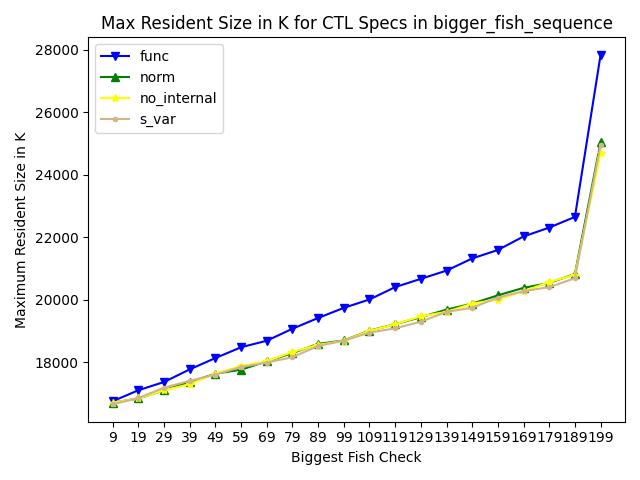 Max Resident Size in K for CTL Specs in bigger_fish_sequence
28000
26000
24000
22000
20000
18000
Maximum Resident Size in K
func
norm
no_internal
s_var
9 19 29 39 49 59 69 79 89 99 109 119 129 139 149 159 169 179 189 199
Biggest Fish Check